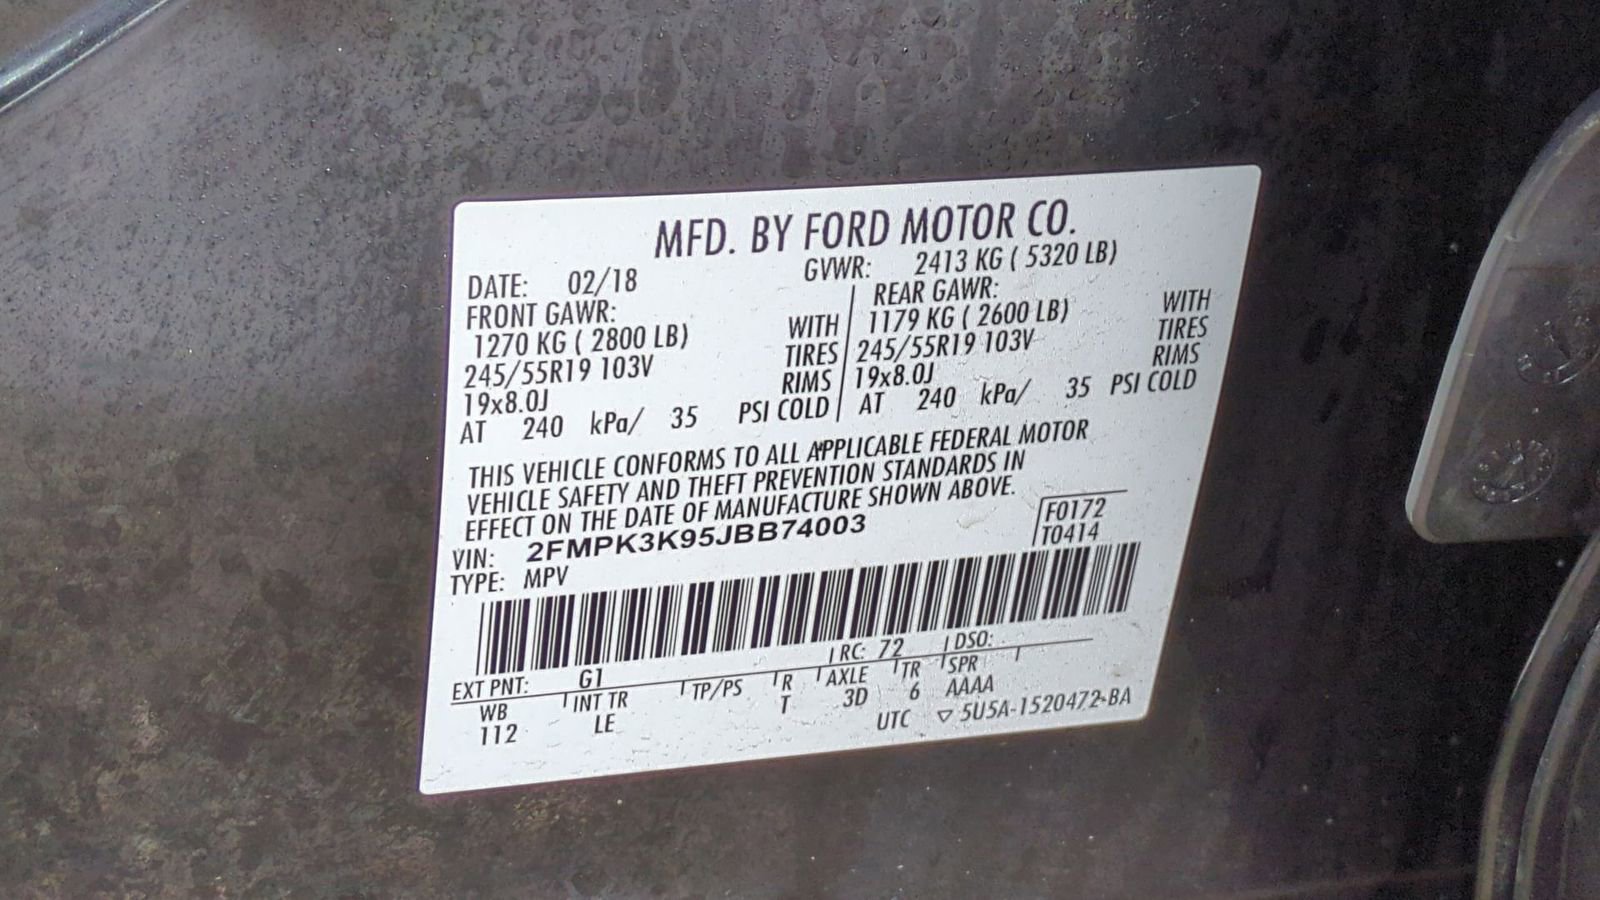 MFD. BY FORD MOTOR CO.
DATE: 02/18 GVWR: 2413 KG ( 5320 LB)
FRONT GAWR: REAR GAWR:
1270 KG ( 2800 LB) WITH 1179 KG ( 2600 LB) WITH
245/55R19 103V TIRES 245/55R19 103V TIRES
19x8.0J RIMS 19x8.0J RIMS
AT 240 kPa/ 35 PSI COLD AT 240 kPa/ 35 PSI COLD
THIS VEHICLE CONFORMS TO ALL APPLICABLE FEDERAL MOTOR
VEHICLE SAFETY AND THEFT PREVENTION STANDARDS IN
EFFECT ON THE DATE OF MANUFACTURE SHOWN ABOVE.
VIN: 2FMPK3K95JBB74003 F0172
TYPE: MPV T0414
EXT PNT: G1 RC: 72 DSO:
WB INT TR TP/PS R AXLE TR SPR
112 LE T 3D 6 AAAA
UTC ▽ 5U5A-1520472-BA